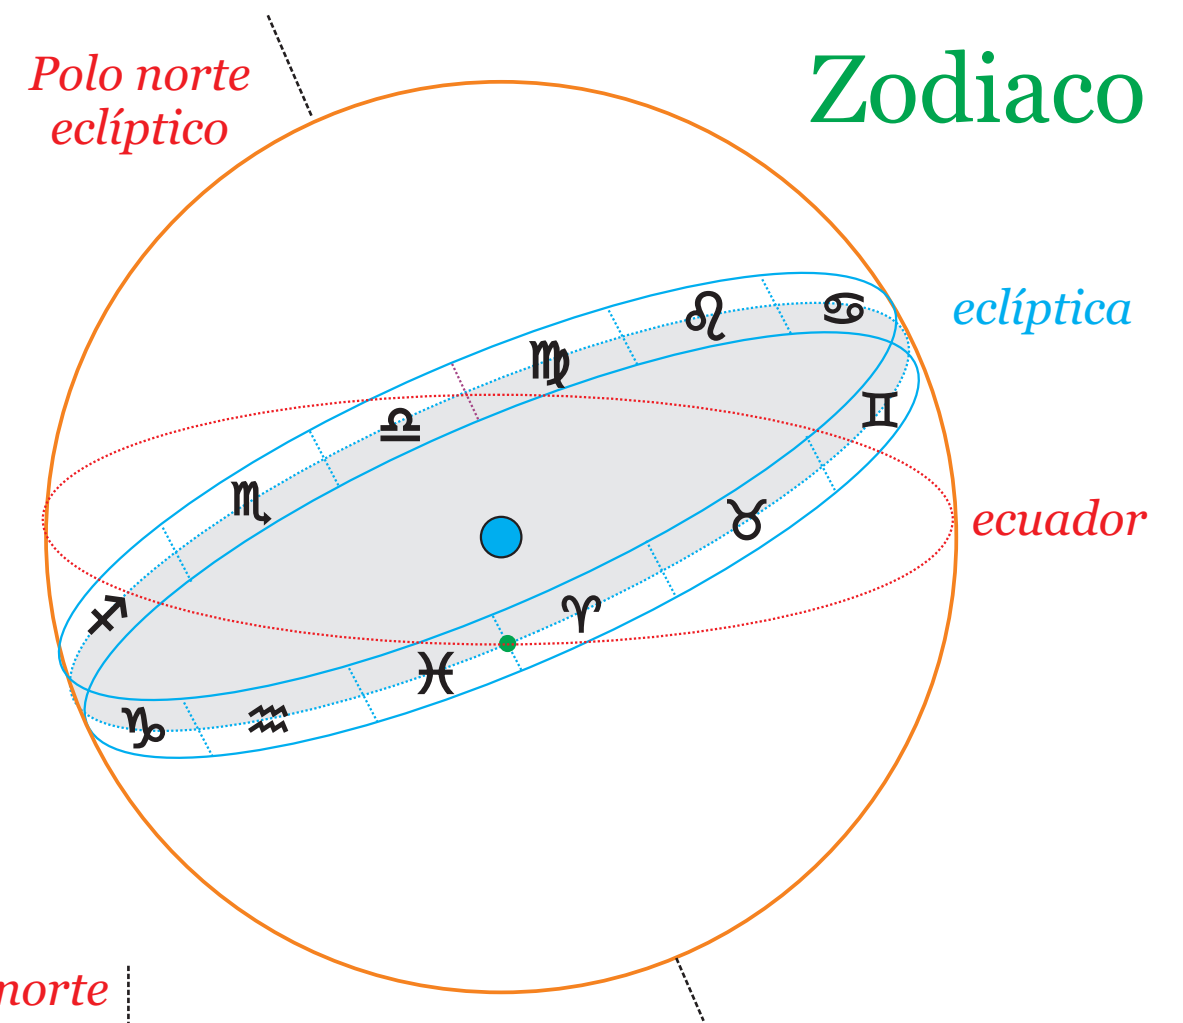 Polo norte
eclíptico
Zodiaco
eclíptica
♋
♌
♍
♊
♎
♏
♉
♐
♈
♓
♒
♑
ecuador
norte